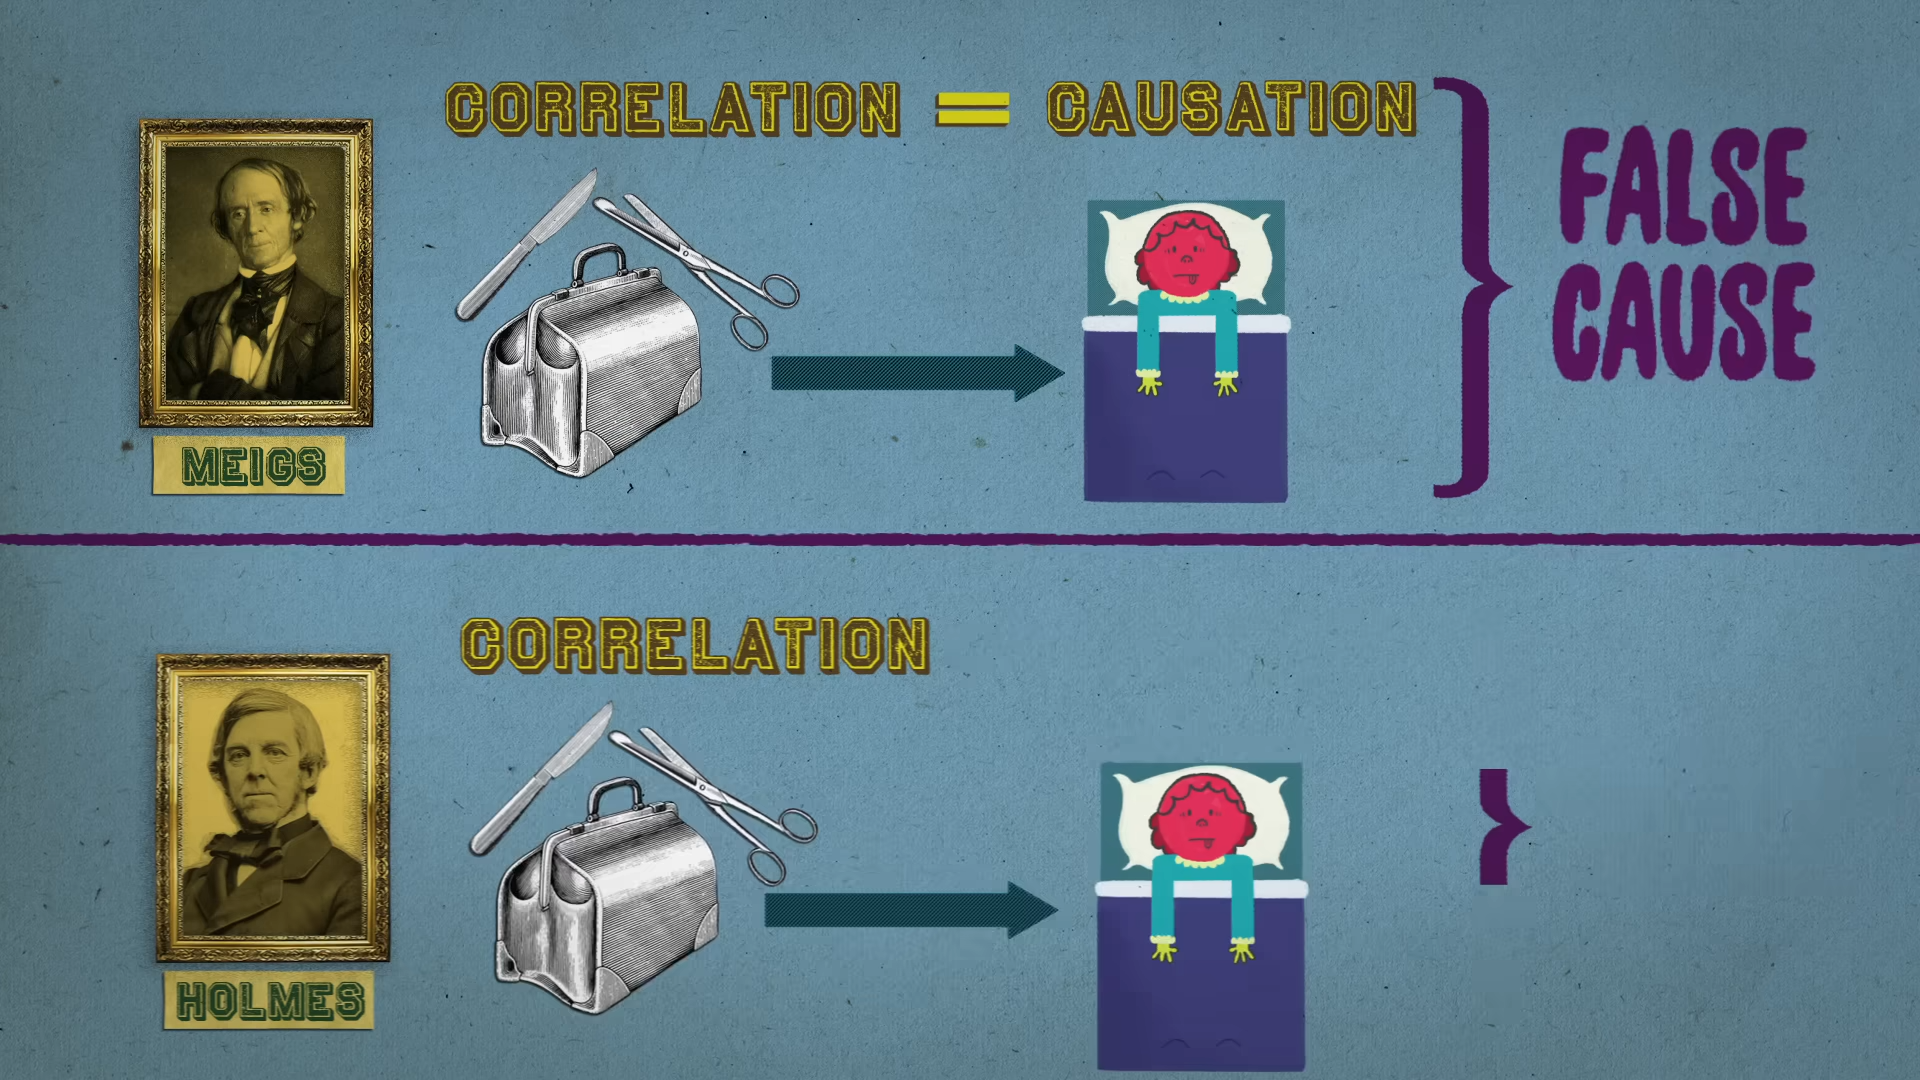 CORRELATION = CAUSATION
FALSE
CAUSE
MEIGS
CORRELATION
HOLMES